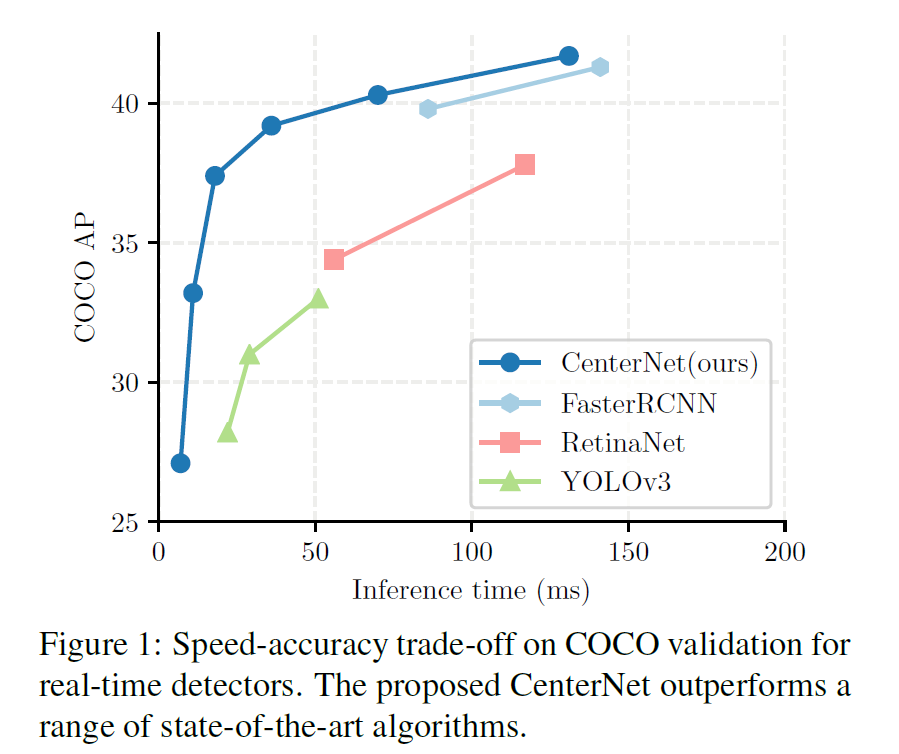 40
35
30
25
COCO AP
0 50 100 150 200
Inference time (ms)
CenterNet(ours)
FasterRCNN
RetinaNet
YOLOv3
Figure 1: Speed-accuracy trade-off on COCO validation for
real-time detectors. The proposed CenterNet outperforms a
range of state-of-the-art algorithms.